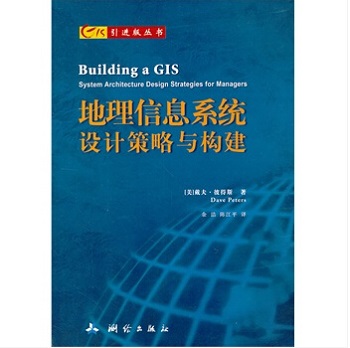 引进版丛书
Building a GIS
System Architecture Design Strategies for Managers
地理信息系统
设计策略与构建
[美]戴夫·彼得斯 著
Dave Peters
译
测绘出版社